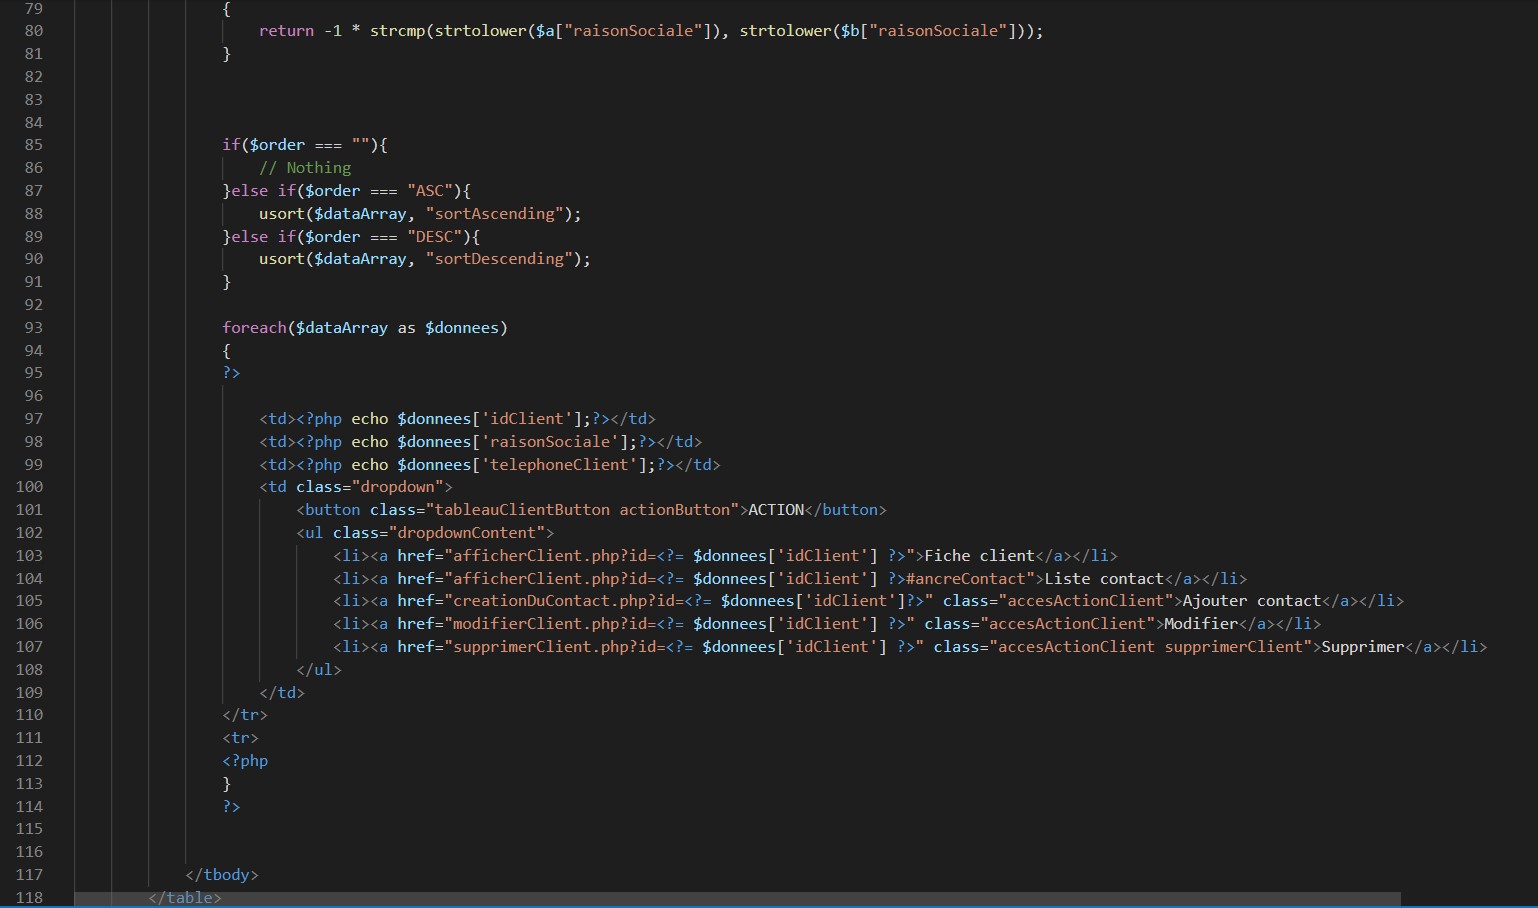 79 {
80 return -1 * strcmp(strtolower($a["raisonSociale"]), strtolower($b["raisonSociale"]));
81 }
82
83
84
85 if($order === ""){
86 // Nothing
87 }else if($order === "ASC"){
88 usort($dataArray, "sortAscending");
89 }else if($order === "DESC"){
90 usort($dataArray, "sortDescending");
91 }
92
93 foreach($dataArray as $donnees)
94 {
95 ?>
96
97 <td><?php echo $donnees['idClient'];?></td>
98 <td><?php echo $donnees['raisonSociale'];?></td>
99 <td><?php echo $donnees['telephoneClient'];?></td>
100 <td class="dropdown">
101 <button class="tableauClientButton actionButton">ACTION</button>
102 <ul class="dropdownContent">
103 <li><a href="afficherClient.php?id=<?= $donnees['idClient'] ?>">Fiche client</a></li>
104 <li><a href="afficherClient.php?id=<?= $donnees['idClient'] ?>#ancreContact">Liste contact</a></li>
105 <li><a href="creationDuContact.php?id=<?= $donnees['idClient']?>" class="accesActionClient">Ajouter contact</a></li>
106 <li><a href="modifierClient.php?id=<?= $donnees['idClient'] ?>" class="accesActionClient">Modifier</a></li>
107 <li><a href="supprimerClient.php?id=<?= $donnees['idClient'] ?>" class="accesActionClient supprimerClient">Supprimer</a></li>
108 </ul>
109 </td>
110 </tr>
111 <tr>
112 <?php
113 }
114 ?>
115
116
117 </tbody>
118 </table>